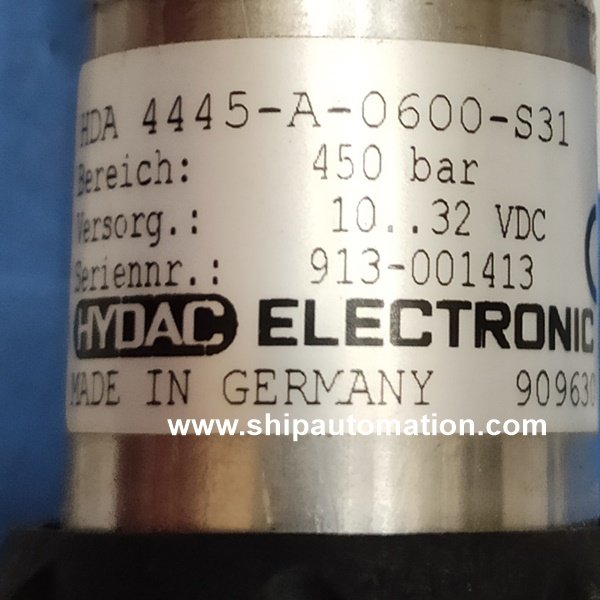 HDA 4445-A-0600-S31
Bereich: 450 bar
Versorg.: 10..32 VDC
Seriennr.: 913-001413
HYDAC ELECTRONIC
MADE IN GERMANY 909630
www.shipautomation.com